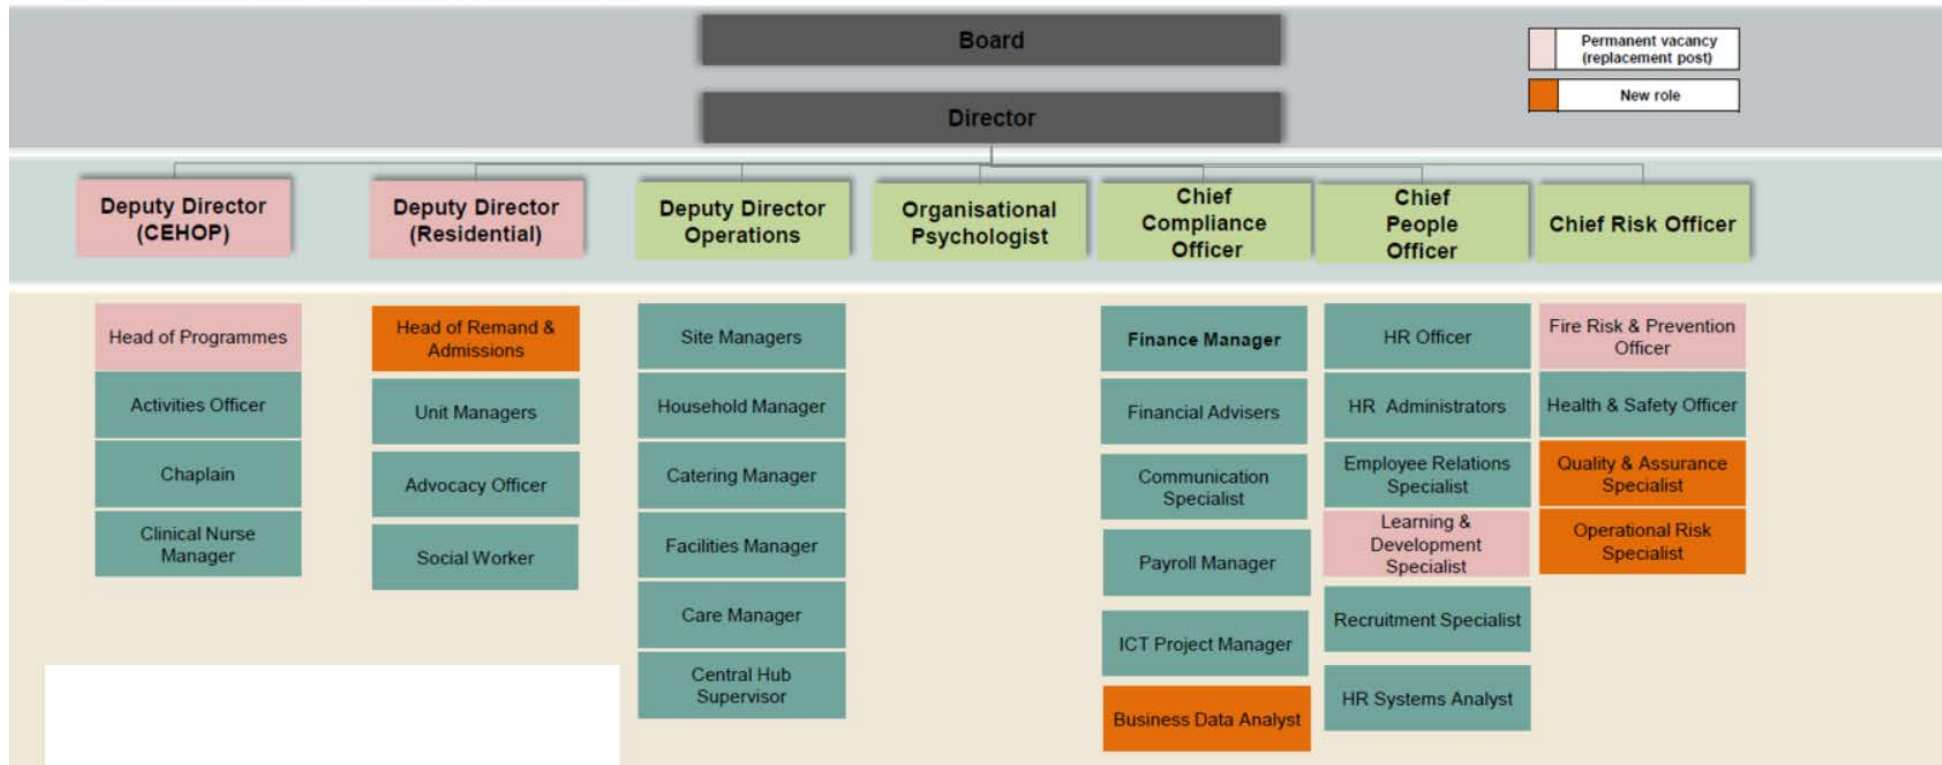 Board
Permanent vacancy
(replacement post)
New role
Director
Deputy Director
(CEHOP)
Deputy Director
(Residential)
Deputy Director
Operations
Organisational
Psychologist
Chief
Compliance
Officer
Chief
People
Officer
Chief Risk Officer
Head of Programmes
Activities Officer
Chaplain
Clinical Nurse
Manager
Head of Remand &
Admissions
Unit Managers
Advocacy Officer
Social Worker
Site Managers
Household Manager
Catering Manager
Facilities Manager
Care Manager
Central Hub
Supervisor
Finance Manager
Financial Advisers
Communication
Specialist
Payroll Manager
ICT Project Manager
Business Data Analyst
HR Officer
HR Administrators
Employee Relations
Specialist
Learning &
Development
Specialist
Recruitment Specialist
HR Systems Analyst
Fire Risk & Prevention
Officer
Health & Safety Officer
Quality & Assurance
Specialist
Operational Risk
Specialist